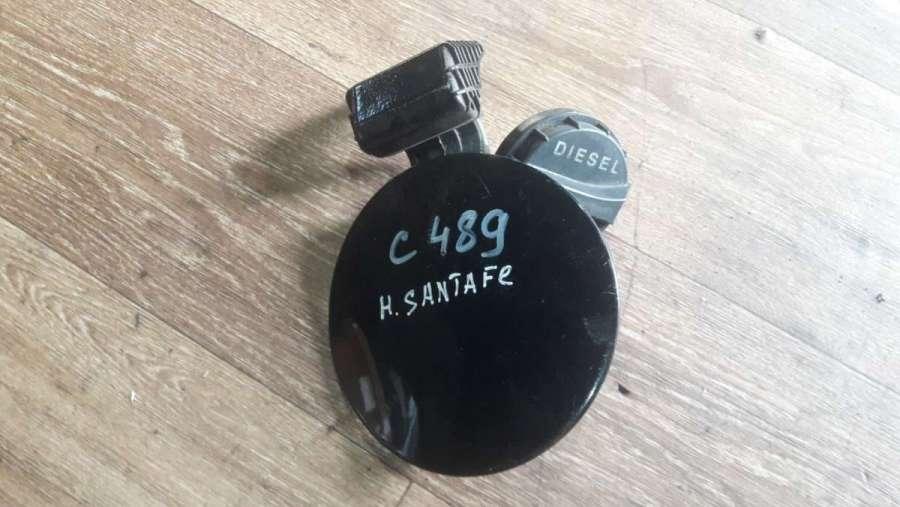 DIESEL
C 489
H. SANTAFe